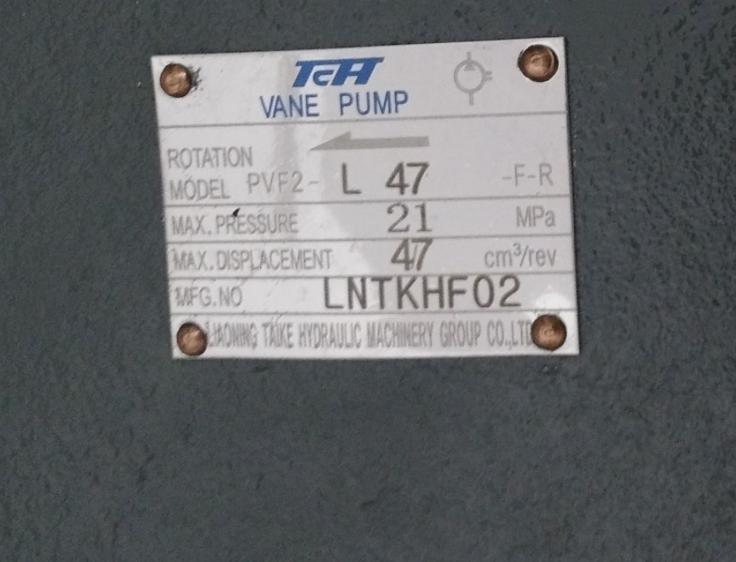 TCH
VANE PUMP
ROTATION
MODEL PVF2- L 47 -F-R
MAX. PRESSURE 21 MPa
MAX. DISPLACEMENT 47 cm³/rev
MFG.NO LNTKHF02
LIAONING TAIKE HYDRAULIC MACHINERY GROUP CO.,LTD